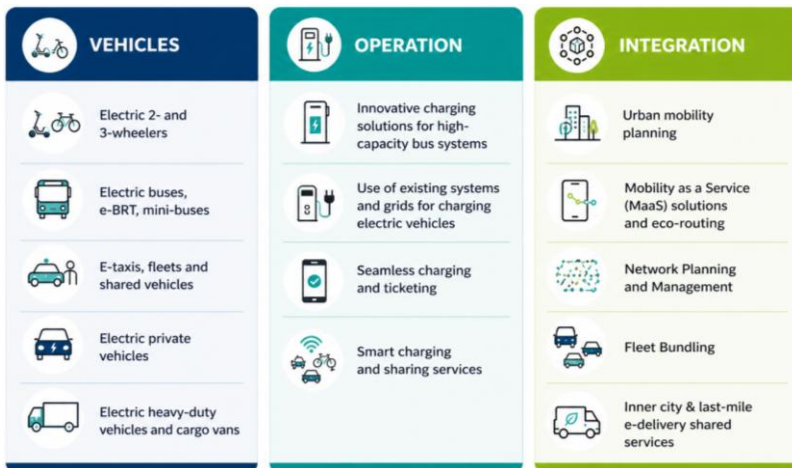 VEHICLES
Electric 2- and
3-wheelers
Electric buses,
e-BRT, mini-buses
E-taxis, fleets and
shared vehicles
Electric private
vehicles
Electric heavy-duty
vehicles and cargo vans
OPERATION
Innovative charging
solutions for high-
capacity bus systems
Use of existing systems
and grids for charging
electric vehicles
Seamless charging
and ticketing
Smart charging
and sharing services
INTEGRATION
Urban mobility
planning
Mobility as a Service
(MaaS) solutions
and eco-routing
Network Planning
and Management
Fleet Bundling
Inner city & last-mile
e-delivery shared
services